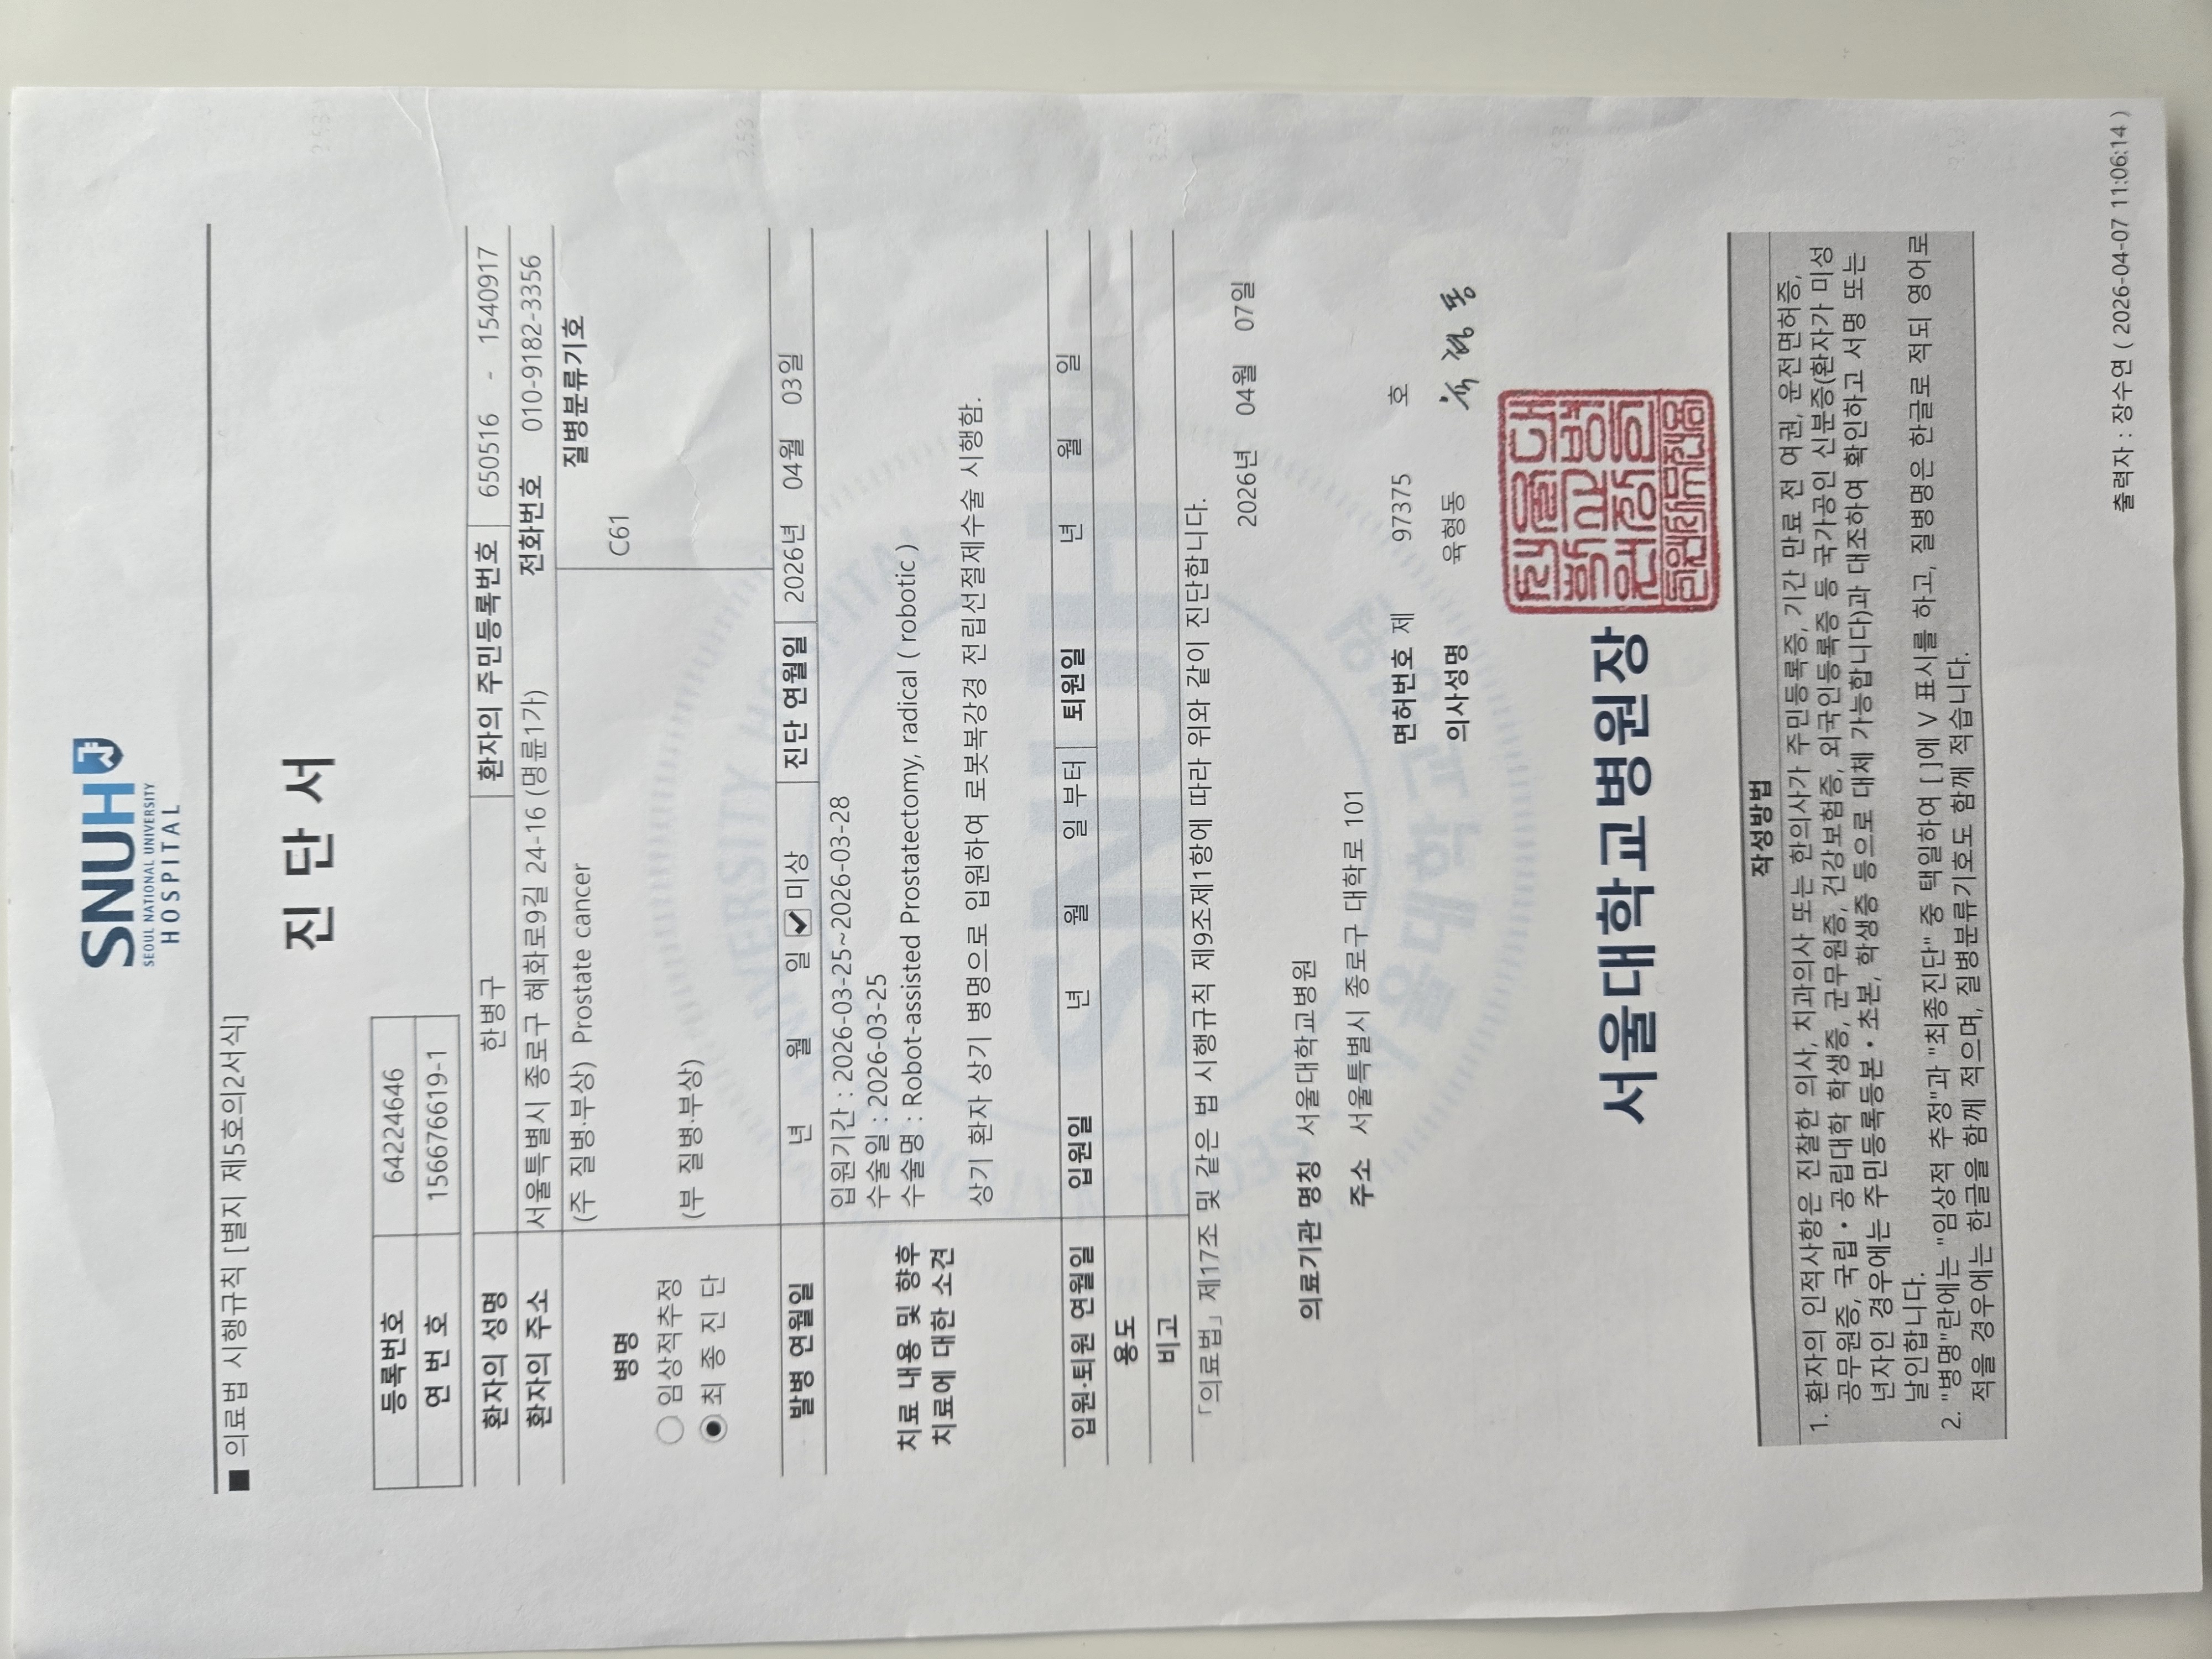 SNUH
SEOUL NATIONAL UNIVERSITY
HOSPITAL
■ 의료법 시행규칙 [별지 제5호의2서식]
진 단 서
등록번호 64224646
연 번 호 156676619-1
환자의 성명 한병구 환자의 주민등록번호 650516 - 1540917
환자의 주소 서울특별시 종로구 혜화로9길 24-16 (명륜1가) 전화번호 010-9182-3356
병명
○ 임상적추정
◉ 최 종 진 단
(주 질병·부상) Prostate cancer
(부 질병·부상)
질병분류기호
C61
발병 연월일 년 월 일 ☑ 미상 진단 연월일 2026년 04월 03일
치료 내용 및 향후
치료에 대한 소견
입원기간 : 2026-03-25~2026-03-28
수술일 : 2026-03-25
수술명 : Robot-assisted Prostatectomy, radical ( robotic )
상기 환자 상기 병명으로 입원하여 로봇복강경 전립선절제수술 시행함.
입원·퇴원 연월일 입원일 년 월 일 부터 퇴원일 년 월 일
용도
비고
「의료법」 제17조 및 같은 법 시행규칙 제9조제1항에 따라 위와 같이 진단합니다.
2026년 04월 07일
의료기관 명칭 서울대학교병원
주소 서울특별시 종로구 대학로 101
면허번호 제 97375 호
의사성명 육형동
서울대학교병원장
작성방법
1. 환자의 인적사항은 진찰한 의사, 치과의사 또는 한의사가 주민등록증, 기간 만료 전 여권, 운전면허증,
공무원증, 국립・공립대학 학생증, 군무원증, 건강보험증, 외국인등록증 등 국가공인 신분증(환자가 미성
년자인 경우에는 주민등록등본・초본, 학생증 등으로 대체 가능합니다)과 대조하여 확인하고 서명 또는
날인합니다.
2. "병명"란에는 "임상적 추정"과 "최종진단" 중 택일하여 [ ]에 V 표시를 하고, 질병명은 한글로 적되 영어로
적을 경우에는 한글을 함께 적으며, 질병분류기호도 함께 적습니다.
출력자 : 장수연 ( 2026-04-07 11:06:14 )